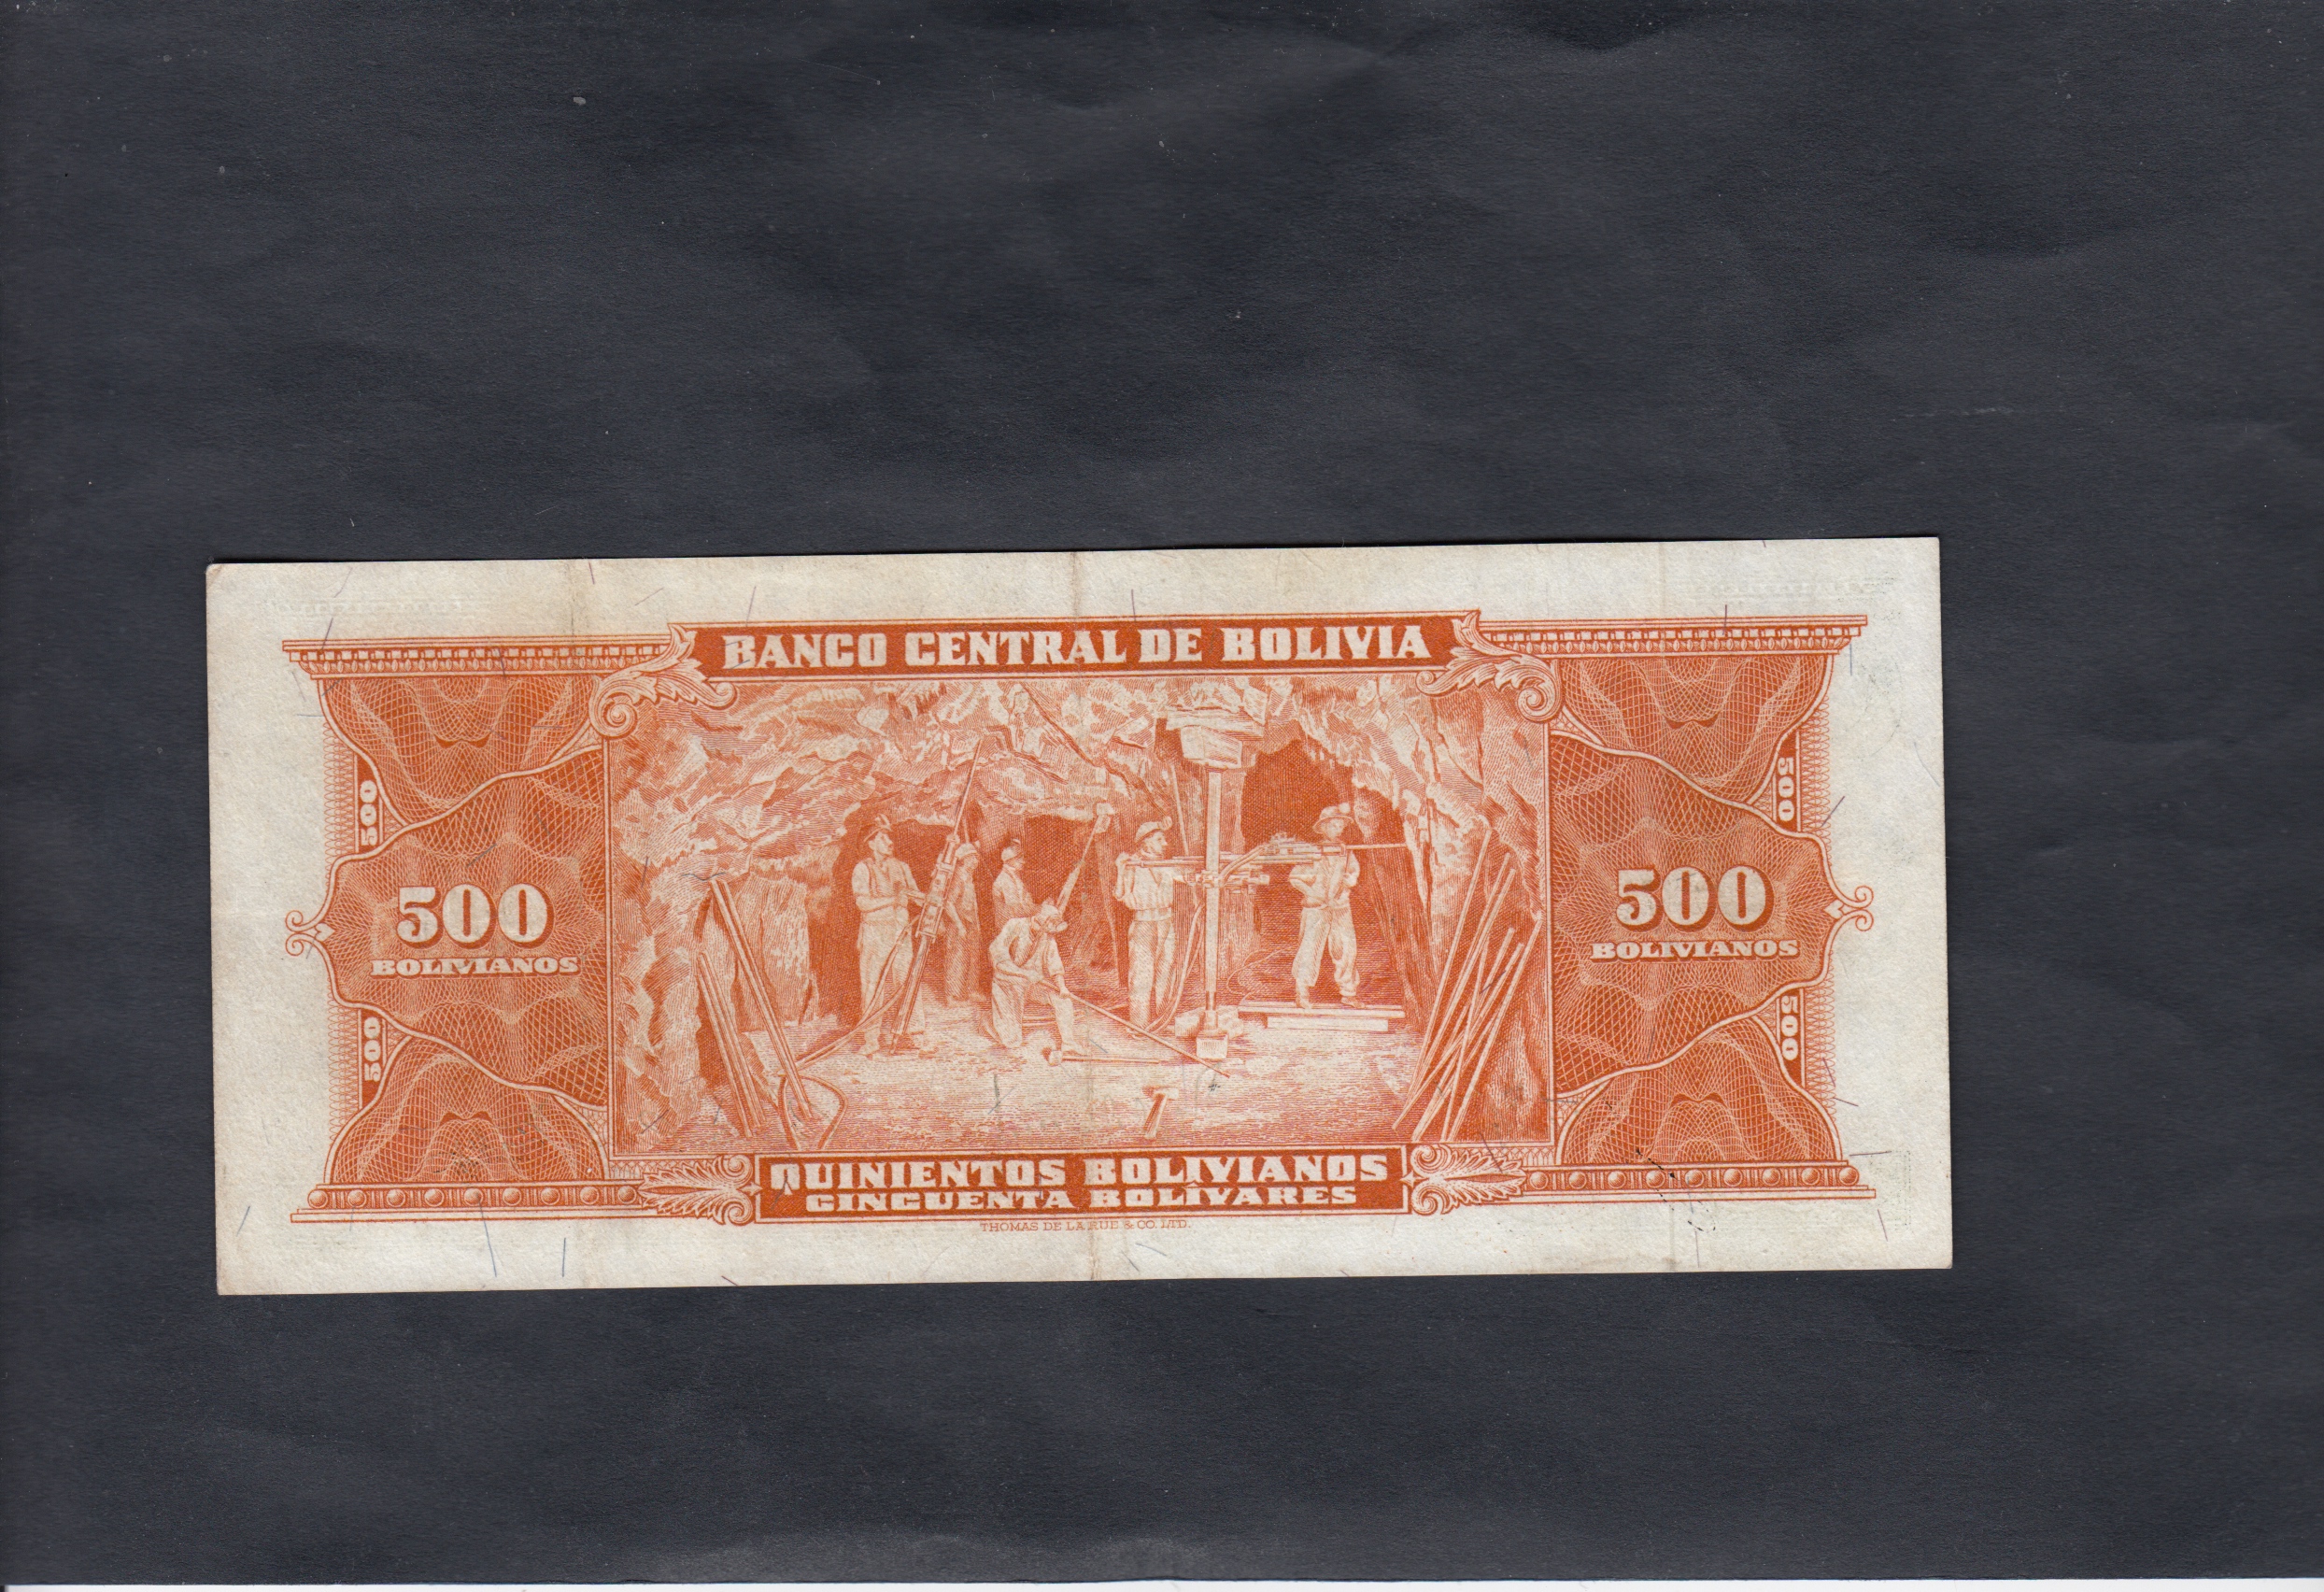 BANCO CENTRAL DE BOLIVIA
500
500
500
BOLIVIANOS
500
BOLIVIANOS
500
500
QUINIENTOS BOLIVIANOS
CINCUENTA BOLÍVARES
THOMAS DE LA RUE & CO. LTD.